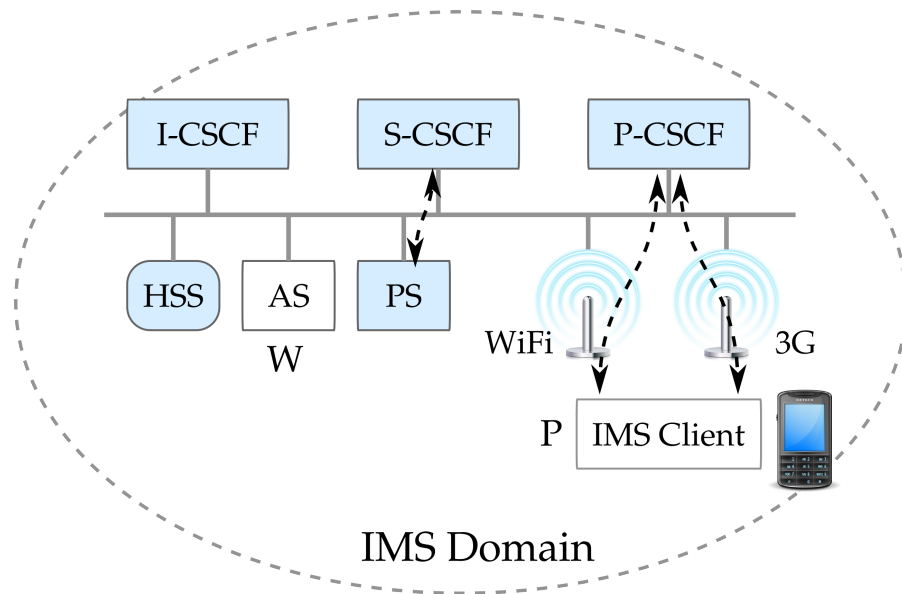 I-CSCF
S-CSCF
P-CSCF
HSS
AS
PS
W
WiFi
3G
P
IMS Client
IMS Domain